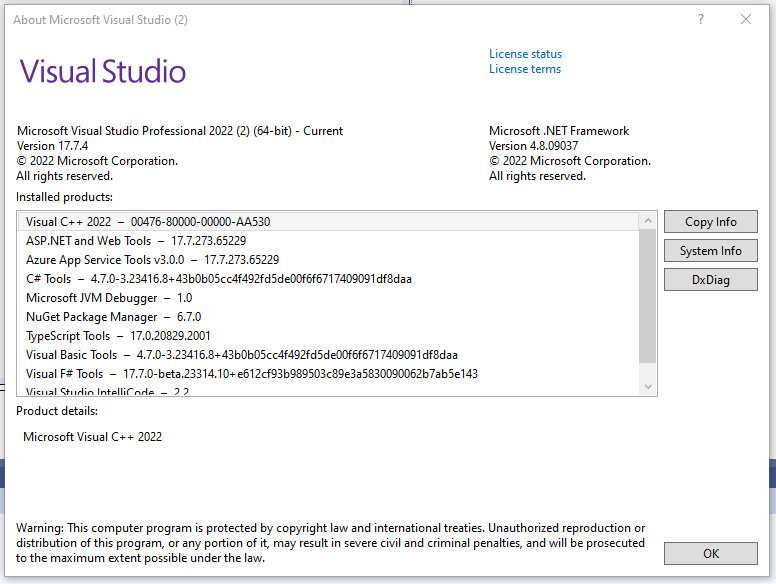 About Microsoft Visual Studio (2)
?
Visual Studio
License status
License terms
Microsoft Visual Studio Professional 2022 (2) (64-bit) - Current
Version 17.7.4
© 2022 Microsoft Corporation.
All rights reserved.
Microsoft .NET Framework
Version 4.8.09037
© 2022 Microsoft Corporation.
All rights reserved.
Installed products:
Visual C++ 2022 – 00476-80000-00000-AA530
ASP.NET and Web Tools – 17.7.273.65229
Azure App Service Tools v3.0.0 – 17.7.273.65229
C# Tools – 4.7.0-3.23416.8+43b0b05cc4f492fd5de00f6f6717409091df8daa
Microsoft JVM Debugger – 1.0
NuGet Package Manager – 6.7.0
TypeScript Tools – 17.0.20829.2001
Visual Basic Tools – 4.7.0-3.23416.8+43b0b05cc4f492fd5de00f6f6717409091df8daa
Visual F# Tools – 17.7.0-beta.23314.10+e612cf93b989503c89e3a5830090062b7ab5e143
Visual Studio IntelliCode – 2.2
Copy Info
System Info
DxDiag
Product details:
Microsoft Visual C++ 2022
Warning: This computer program is protected by copyright law and international treaties. Unauthorized reproduction or
distribution of this program, or any portion of it, may result in severe civil and criminal penalties, and will be prosecuted
to the maximum extent possible under the law.
OK